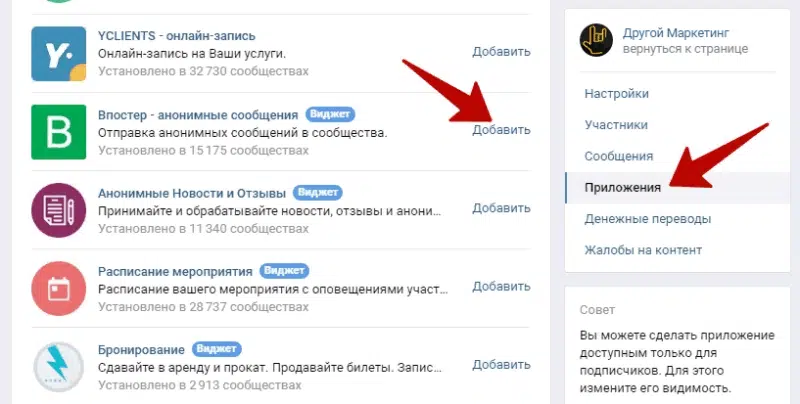 YCLIENTS - онлайн-запись
Онлайн-запись на Ваши услуги.
Установлено в 32 730 сообществах
Добавить
Впостер - анонимные сообщения Виджет
Отправка анонимных сообщений в сообщества.
Установлено в 15 175 сообществах
Добавить
Анонимные Новости и Отзывы Виджет
Принимайте и обрабатывайте новости, отзывы и анони...
Установлено в 11 340 сообществах
Добавить
Расписание мероприятия Виджет
Расписание вашего мероприятия с оповещениями участ...
Установлено в 28 737 сообществах
Добавить
Бронирование Виджет
Сдавайте в аренду и прокат. Продавайте билеты. Запис...
Установлено в 2 913 сообществах
Добавить
Другой Маркетинг
вернуться к странице
Настройки
Участники
Сообщения
Приложения
Денежные переводы
Жалобы на контент
Совет
Вы можете сделать приложение
доступным только для
подписчиков. Для этого
измените его видимость.
Y.
B